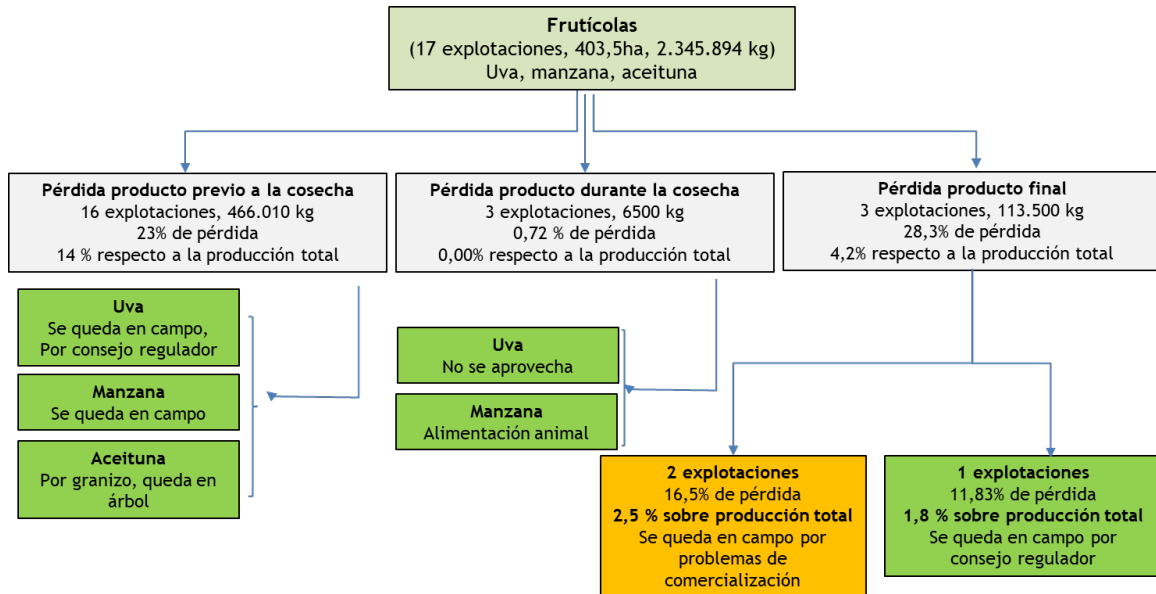 Frutícolas
(17 explotaciones, 403,5ha, 2.345.894 kg)
Uva, manzana, aceituna
Pérdida producto previo a la cosecha
16 explotaciones, 466.010 kg
23% de pérdida
14 % respecto a la producción total
Pérdida producto durante la cosecha
3 explotaciones, 6500 kg
0,72 % de pérdida
0,00% respecto a la producción total
Pérdida producto final
3 explotaciones, 113.500 kg
28,3% de pérdida
4,2% respecto a la producción total
Uva
Se queda en campo,
Por consejo regulador
Manzana
Se queda en campo
Aceituna
Por granizo, queda en
árbol
Uva
No se aprovecha
Manzana
Alimentación animal
2 explotaciones
16,5% de pérdida
2,5 % sobre producción total
Se queda en campo por
problemas de
comercialización
1 explotaciones
11,83% de pérdida
1,8 % sobre producción total
Se queda en campo por
consejo regulador